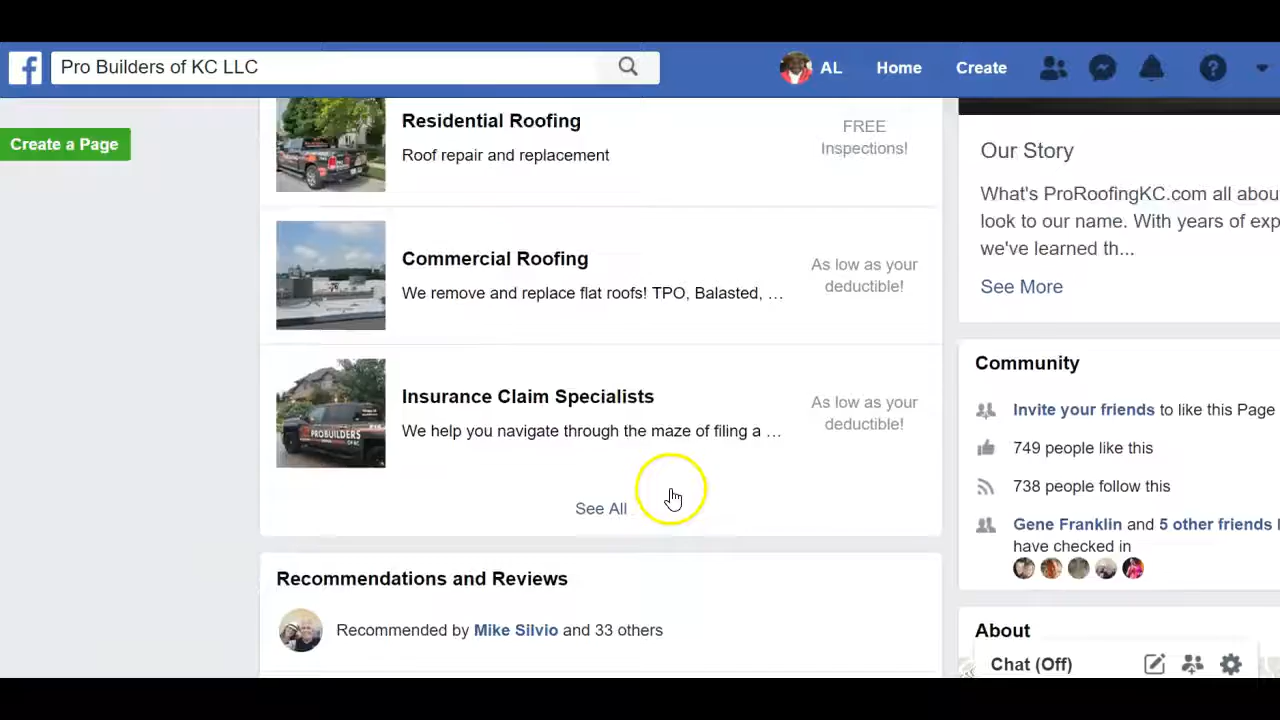 Pro Builders of KC LLC
AL
Home
Create
Create a Page
Residential Roofing
Roof repair and replacement
FREE
Inspections!
Commercial Roofing
We remove and replace flat roofs! TPO, Balasted, ...
As low as your
deductible!
Insurance Claim Specialists
We help you navigate through the maze of filing a ...
As low as your
deductible!
PROBUILDERS
See All
Recommendations and Reviews
Recommended by Mike Silvio and 33 others
Our Story
What's ProRoofingKC.com all abou
look to our name. With years of exp
we've learned th...
See More
Community
Invite your friends to like this Page
749 people like this
738 people follow this
Gene Franklin and 5 other friends
have checked in
About
Chat (Off)